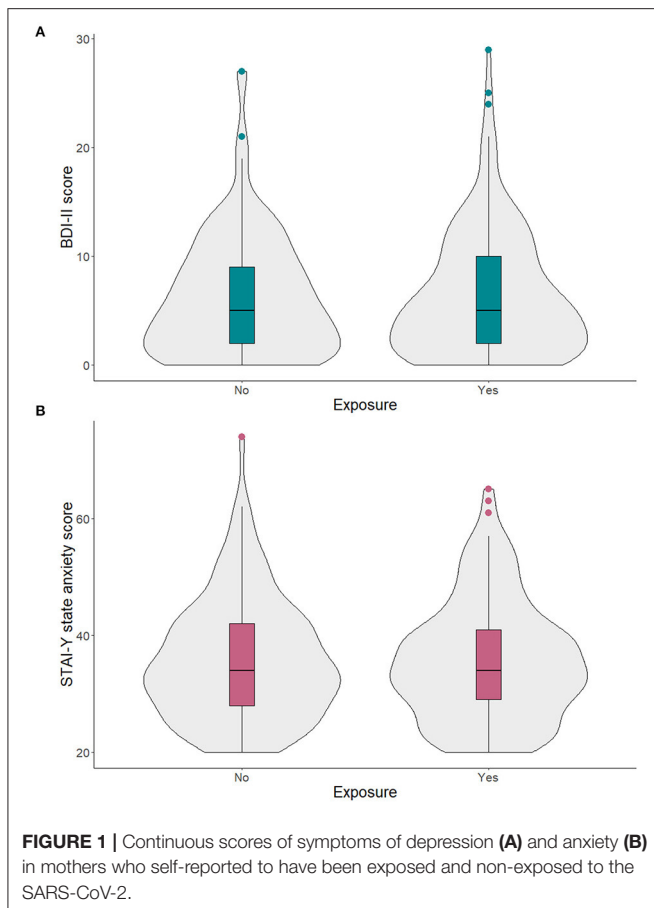 A
30
20
10
0
BDI-II score
No
Yes
Exposure
B
60
40
20
STAI-Y state anxiety score
No
Yes
Exposure
FIGURE 1 | Continuous scores of symptoms of depression (A) and anxiety (B)
in mothers who self-reported to have been exposed and non-exposed to the
SARS-CoV-2.